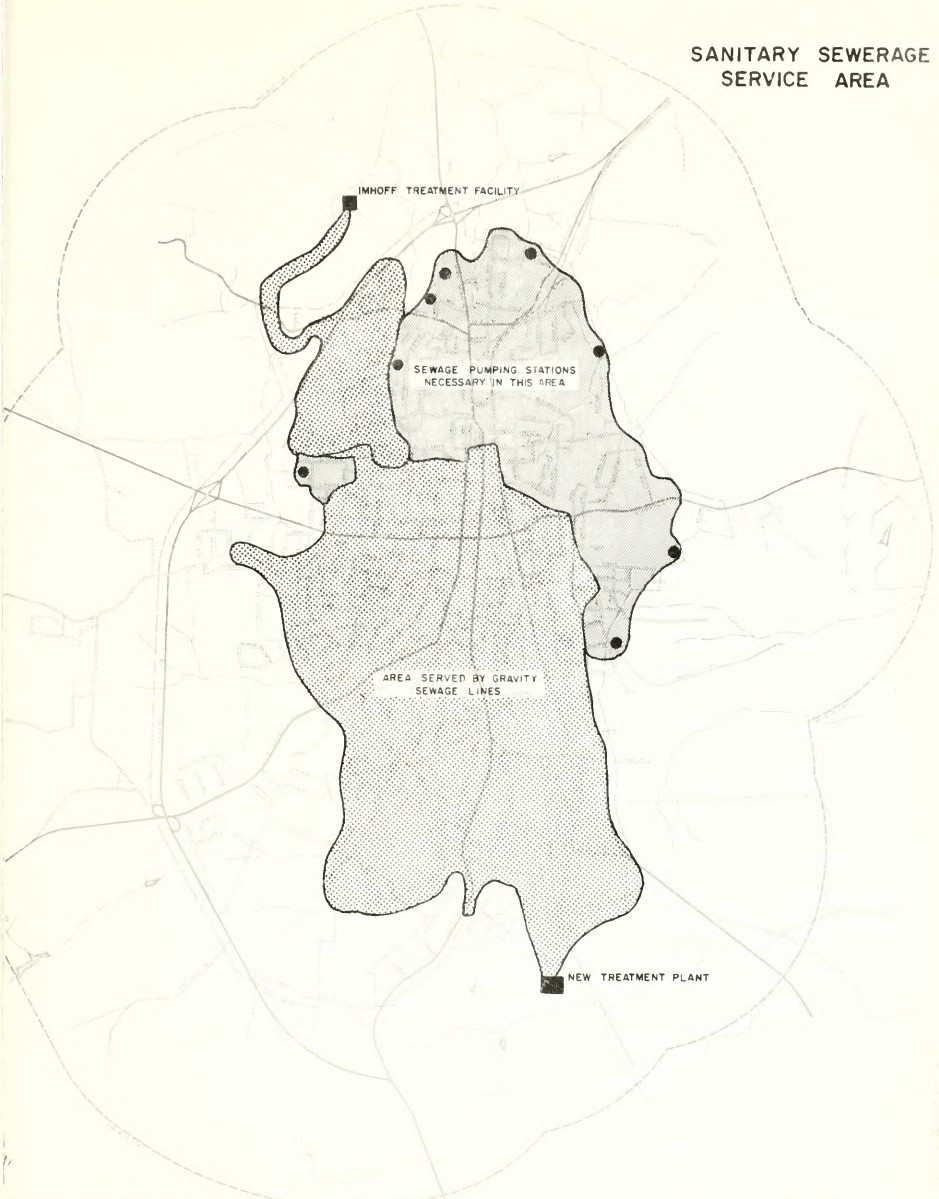 SANITARY SEWERAGE
SERVICE AREA
IMHOFF TREATMENT FACILITY
SEWAGE PUMPING STATIONS
NECESSARY IN THIS AREA
AREA SERVED BY GRAVITY
SEWAGE LINES
NEW TREATMENT PLANT